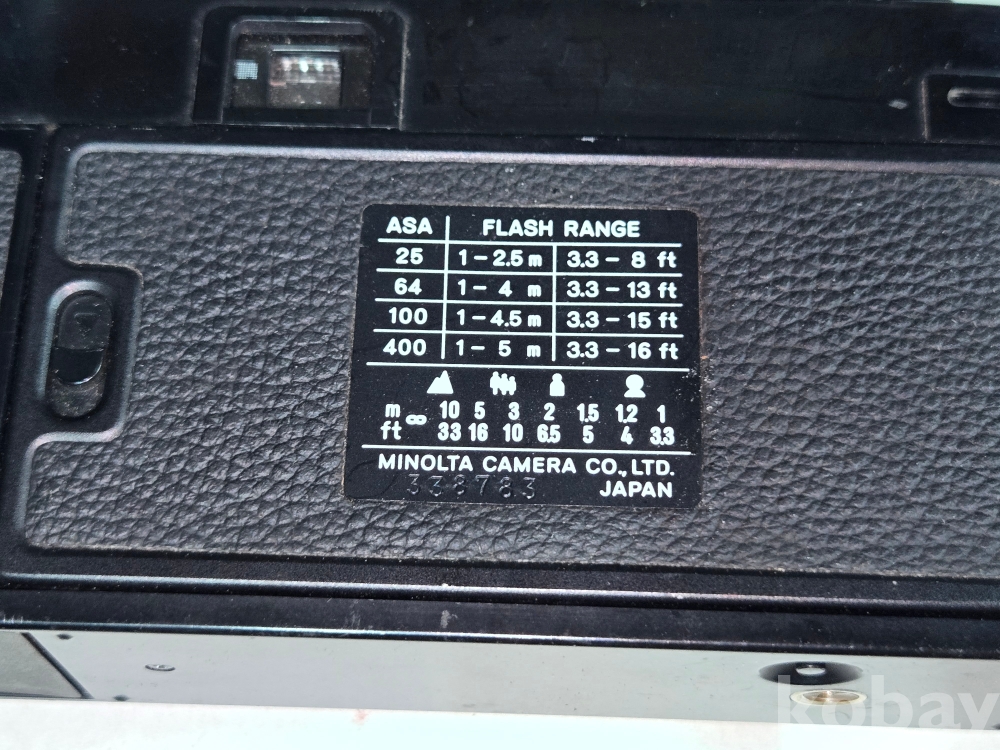 ASA FLASH RANGE
25 1-2.5 m 3.3-8 ft
64 1-4 m 3.3-13 ft
100 1-4.5 m 3.3-15 ft
400 1-5 m 3.3-16 ft
m ∞ 10 5 3 2 1.5 1.2 1
ft 33 16 10 6.5 5 4 3.3
MINOLTA CAMERA CO., LTD.
338783 JAPAN
kobay